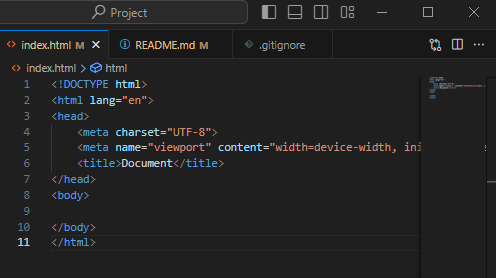 Project
index.html M
README.md M
.gitignore
index.html > html
1 <!DOCTYPE html>
2 <html lang="en">
3 <head>
4 <meta charset="UTF-8">
5 <meta name="viewport" content="width=device-width, ini
6 <title>Document</title>
7 </head>
8 <body>
9
10 </body>
11 </html>